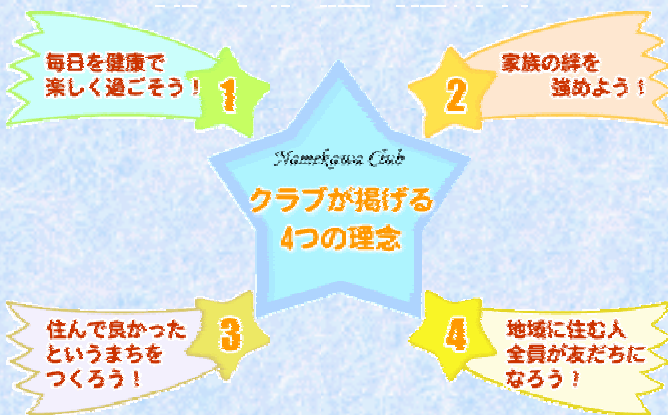 毎日を健康で
楽しく過ごそう！
1
家族の絆を
強めよう！
2
Namekawa Club
クラブが掲げる
4つの理念
住んで良かった
というまちを
つくろう！
3
地域に住む人
全員が友だちに
なろう！
4